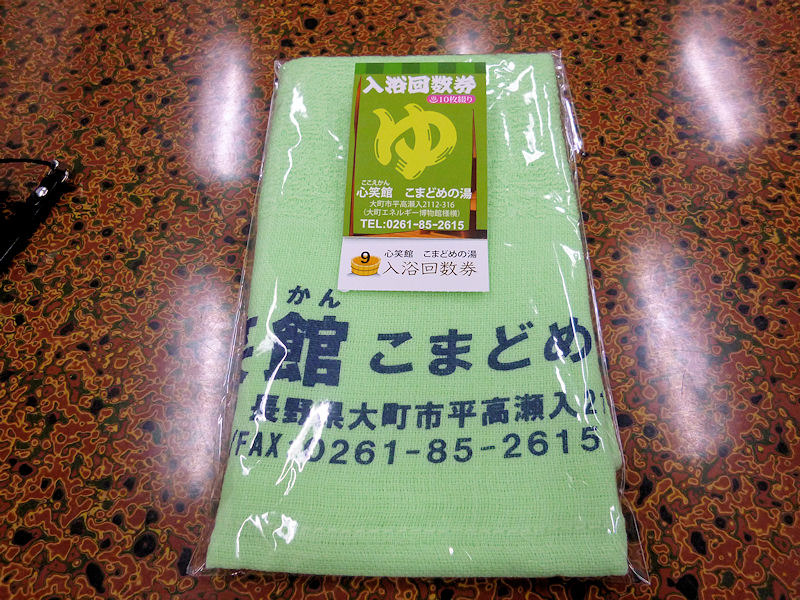 入浴回数券
♨10枚綴り
ゆ
ここえかん
心笑館 こまどめの湯
大町市平高瀬入2112-316
(大町エネルギー博物館様横)
TEL:0261-85-2615
9 心笑館 こまどめの湯
入浴回数券
かん
館 こまどめ
長野県大町市平高瀬入2
/FAX:0261-85-2615